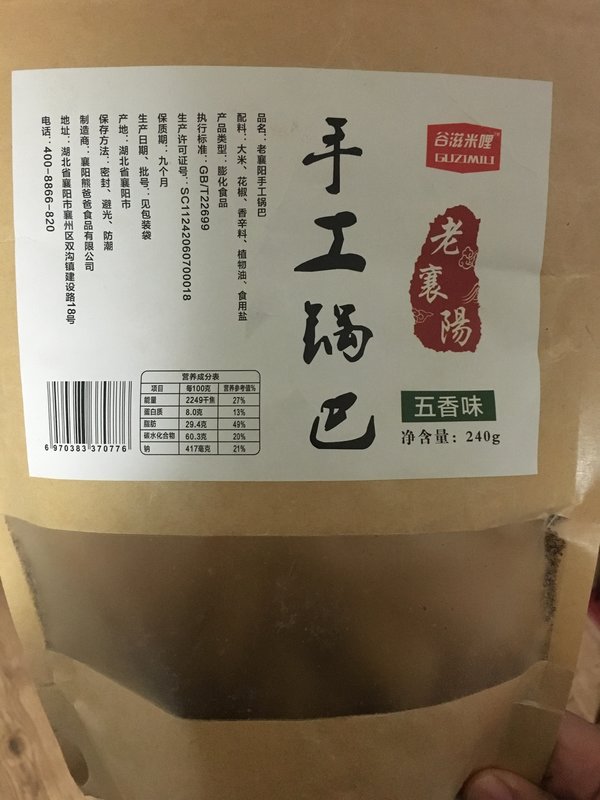 谷滋米哩
GUZIMILI
老襄陽
手工锅巴
五香味
净含量：240g
品名：老襄阳手工锅巴
配料：大米、花椒、香辛料、植物油、食用盐
产品类型：膨化食品
执行标准：GB/T22699
生产许可证号：SC11242060700018
保质期：九个月
生产日期、批号：见包装袋
产地：湖北省襄阳市
保存方法：密封、避光、防潮
制造商：襄阳熊爸爸食品有限公司
地址：湖北省襄阳市襄州区双沟镇建设路18号
电话：400-8866-820
营养成分表
项目 每100克 营养参考值%
能量 2249千焦 27%
蛋白质 8.0克 13%
脂肪 29.4克 49%
碳水化合物 60.3克 20%
钠 417毫克 21%
6 970383 370776